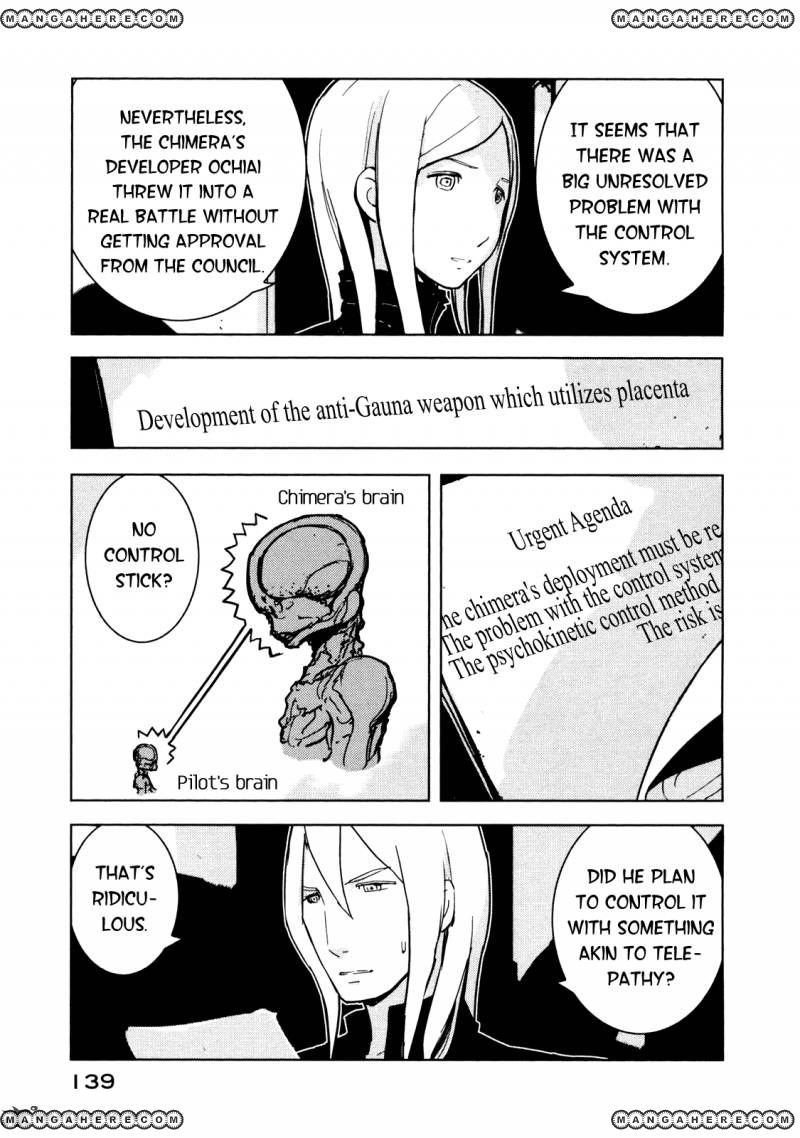 MANGAHERE.COM
MANGAHERE.COM
IT SEEMS THAT
THERE WAS A
BIG UNRESOLVED
PROBLEM WITH
THE CONTROL
SYSTEM.
NEVERTHELESS,
THE CHIMERA'S
DEVELOPER OCHIAI
THREW IT INTO A
REAL BATTLE WITHOUT
GETTING APPROVAL
FROM THE COUNCIL.
Development of the anti-Gauna weapon which utilizes placenta
Urgent Agenda
he chimera's deployment must be re
The problem with the control system
The psychokinetic control method
The risk is
Chimera's brain
NO
CONTROL
STICK?
Pilot's brain
DID HE PLAN
TO CONTROL IT
WITH SOMETHING
AKIN TO TELE-
PATHY?
THAT'S
RIDICU-
LOUS.
139
MANGAHERE.COM
MANGAHERE.COM